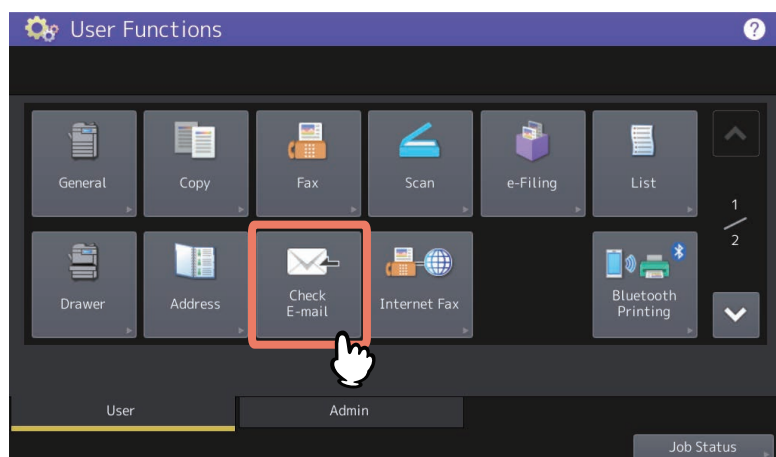 User Functions
?
General
Copy
Fax
Scan
e-Filing
List
1
2
Drawer
Address
Check
E-mail
Internet Fax
Bluetooth
Printing
User
Admin
Job Status